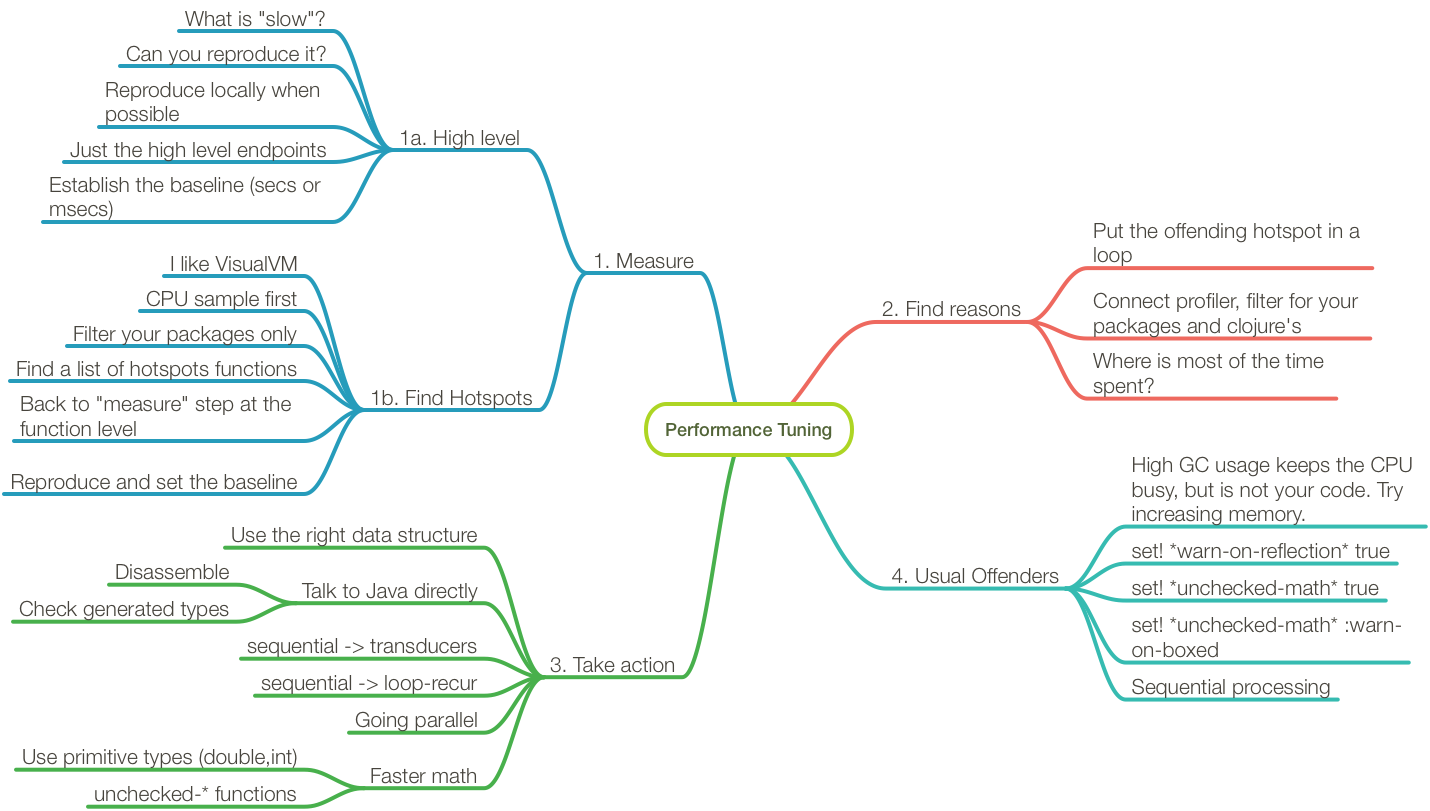 Performance Tuning
1. Measure
1a. High level
What is "slow"?
Can you reproduce it?
Reproduce locally when
possible
Just the high level endpoints
Establish the baseline (secs or
msecs)
1b. Find Hotspots
I like VisualVM
CPU sample first
Filter your packages only
Find a list of hotspots functions
Back to "measure" step at the
function level
Reproduce and set the baseline
2. Find reasons
Put the offending hotspot in a
loop
Connect profiler, filter for your
packages and clojure's
Where is most of the time
spent?
3. Take action
Use the right data structure
Talk to Java directly
Disassemble
Check generated types
sequential -> transducers
sequential -> loop-recur
Going parallel
Faster math
Use primitive types (double,int)
unchecked-* functions
4. Usual Offenders
High GC usage keeps the CPU
busy, but is not your code. Try
increasing memory.
set! *warn-on-reflection* true
set! *unchecked-math* true
set! *unchecked-math* :warn-
on-boxed
Sequential processing